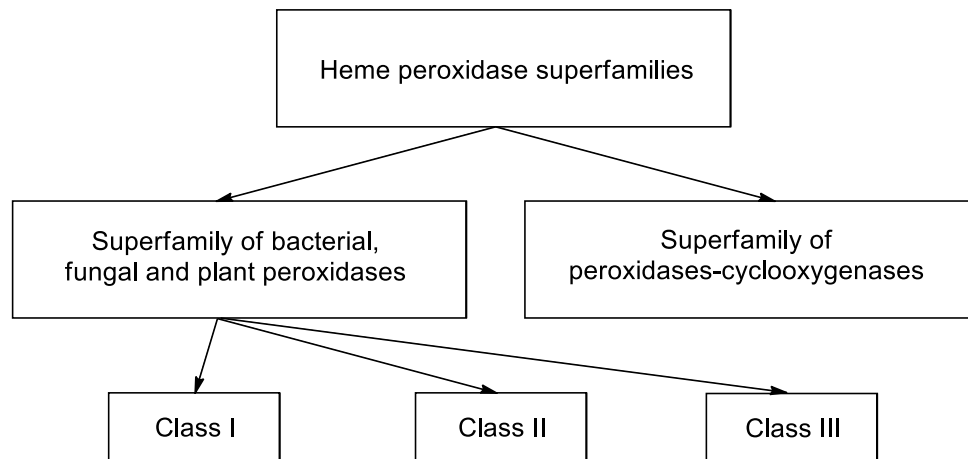 Heme peroxidase superfamilies
Superfamily of bacterial,
fungal and plant peroxidases
Superfamily of
peroxidases-cyclooxygenases
Class I
Class II
Class III